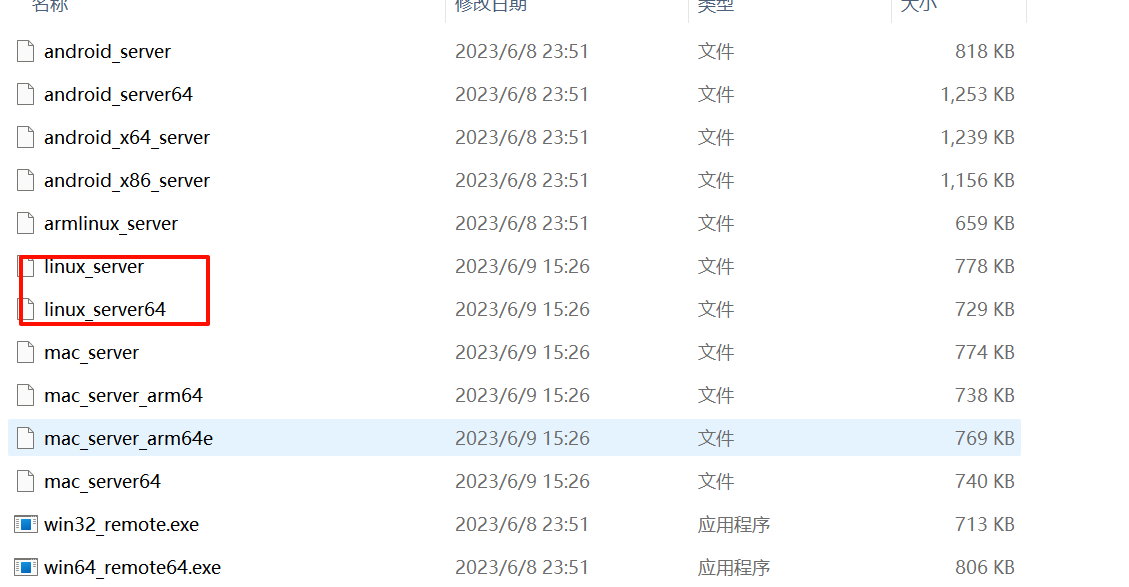 名称 修改日期 类型 大小
android_server 2023/6/8 23:51 文件 818 KB
android_server64 2023/6/8 23:51 文件 1,253 KB
android_x64_server 2023/6/8 23:51 文件 1,239 KB
android_x86_server 2023/6/8 23:51 文件 1,156 KB
armlinux_server 2023/6/8 23:51 文件 659 KB
linux_server 2023/6/9 15:26 文件 778 KB
linux_server64 2023/6/9 15:26 文件 729 KB
mac_server 2023/6/9 15:26 文件 774 KB
mac_server_arm64 2023/6/9 15:26 文件 738 KB
mac_server_arm64e 2023/6/9 15:26 文件 769 KB
mac_server64 2023/6/9 15:26 文件 740 KB
win32_remote.exe 2023/6/8 23:51 应用程序 713 KB
win64_remote64.exe 2023/6/8 23:51 应用程序 806 KB